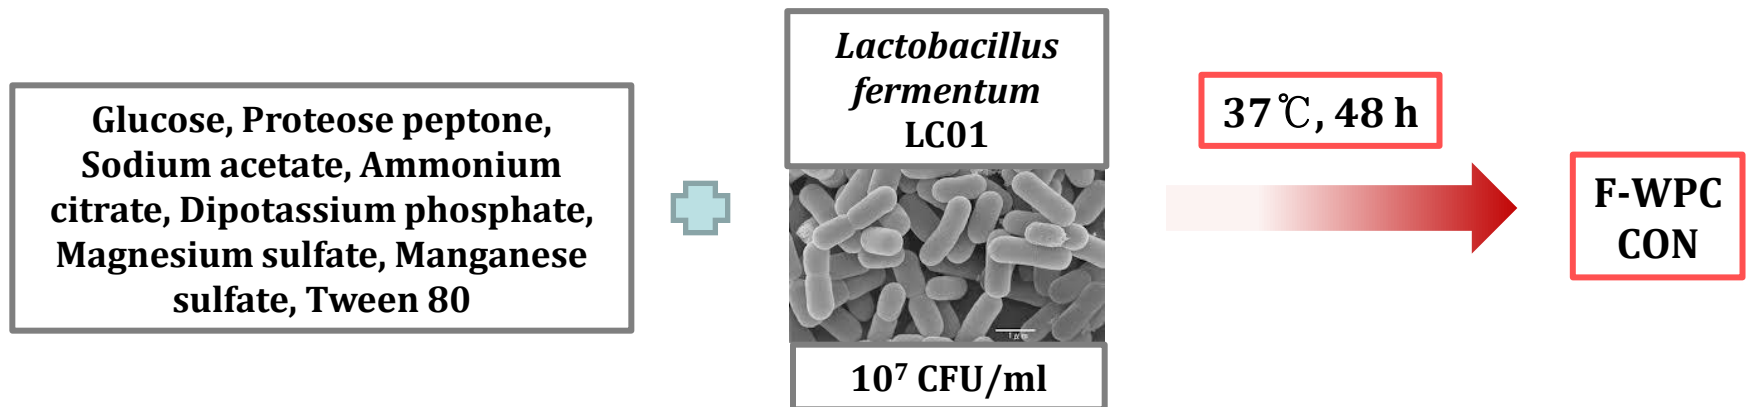 Glucose, Proteose peptone,
Sodium acetate, Ammonium
citrate, Dipotassium phosphate,
Magnesium sulfate, Manganese
sulfate, Tween 80
Lactobacillus
fermentum
LC01
10⁷ CFU/ml
37℃, 48 h
F-WPC
CON